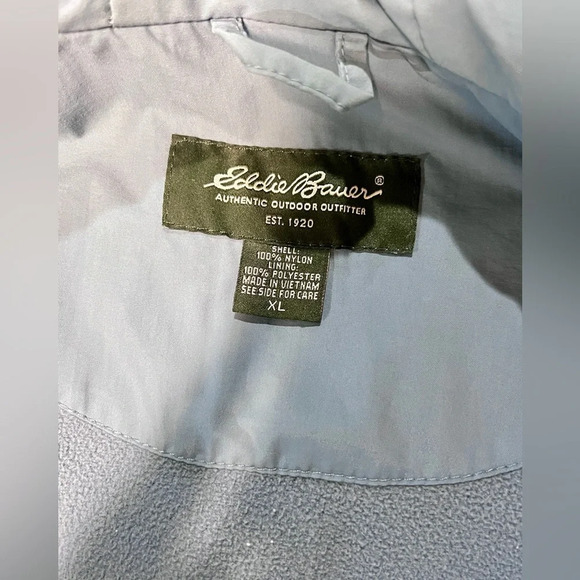 Eddie Bauer®
AUTHENTIC OUTDOOR OUTFITTER
EST. 1920
SHELL:
100% NYLON
LINING:
100% POLYESTER
MADE IN VIETNAM
SEE SIDE FOR CARE
XL